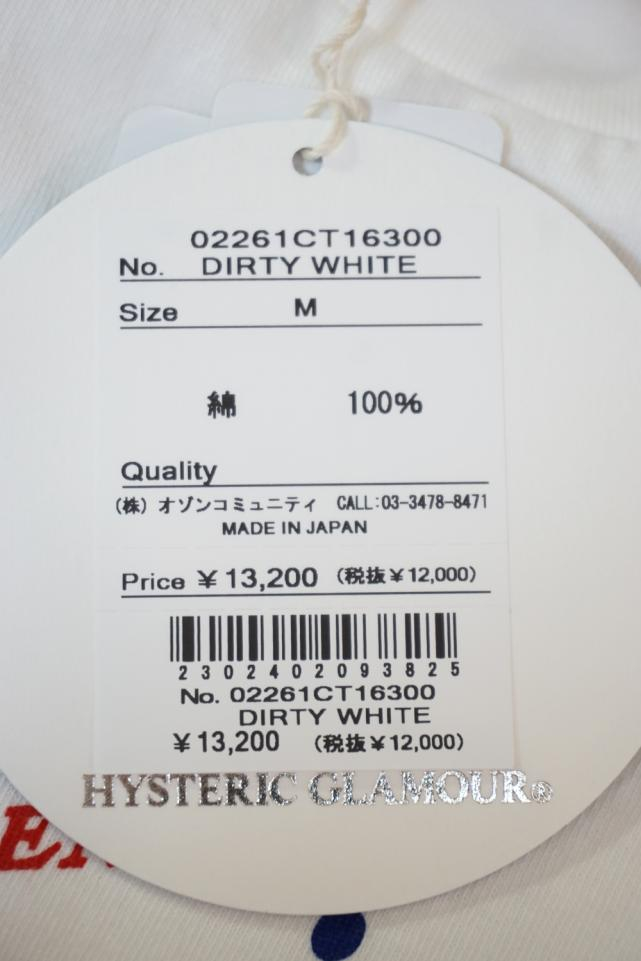 02261CT16300
No. DIRTY WHITE
Size M
綿 100%
Quality
(株) オゾンコミュニティ CALL:03-3478-8471
MADE IN JAPAN
Price ¥13,200 (税抜¥12,000)
2302402093825
No. 02261CT16300
DIRTY WHITE
¥13,200 (税抜¥12,000)
HYSTERIC GLAMOUR®